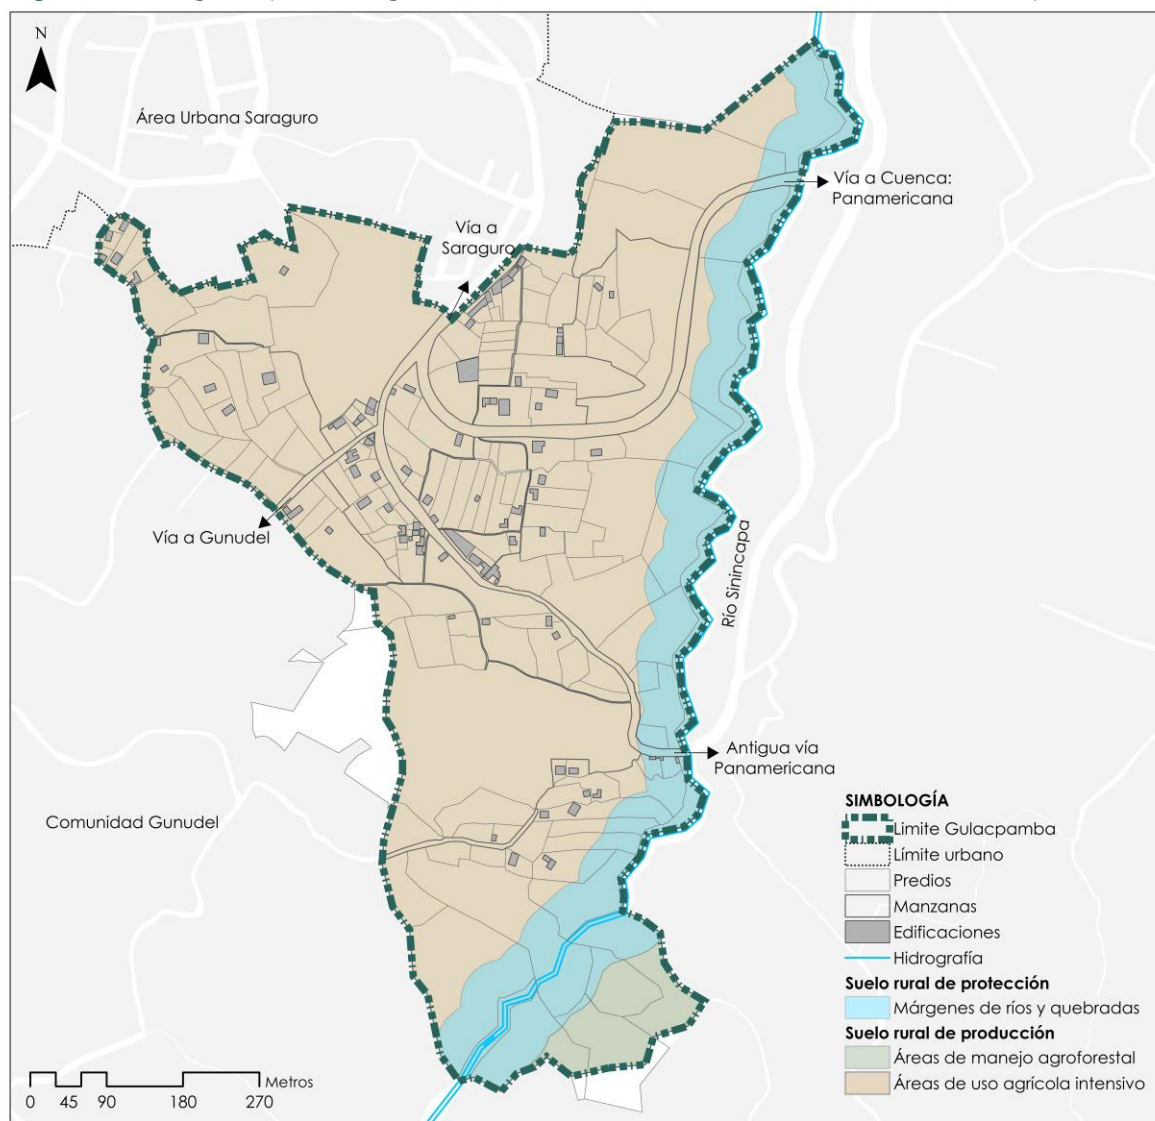 N
Área Urbana Saraguro
Vía a Cuenca:
Panamericana
Vía a
Saraguro
Vía a Gunudel
Río Sinincapa
Antigua vía
Panamericana
Comunidad Gunudel
SIMBOLOGÍA
Limite Gulacpamba
Límite urbano
Predios
Manzanas
Edificaciones
Hidrografía
Suelo rural de protección
Márgenes de ríos y quebradas
Suelo rural de producción
Áreas de manejo agroforestal
Áreas de uso agrícola intensivo
Metros
0 45 90 180 270